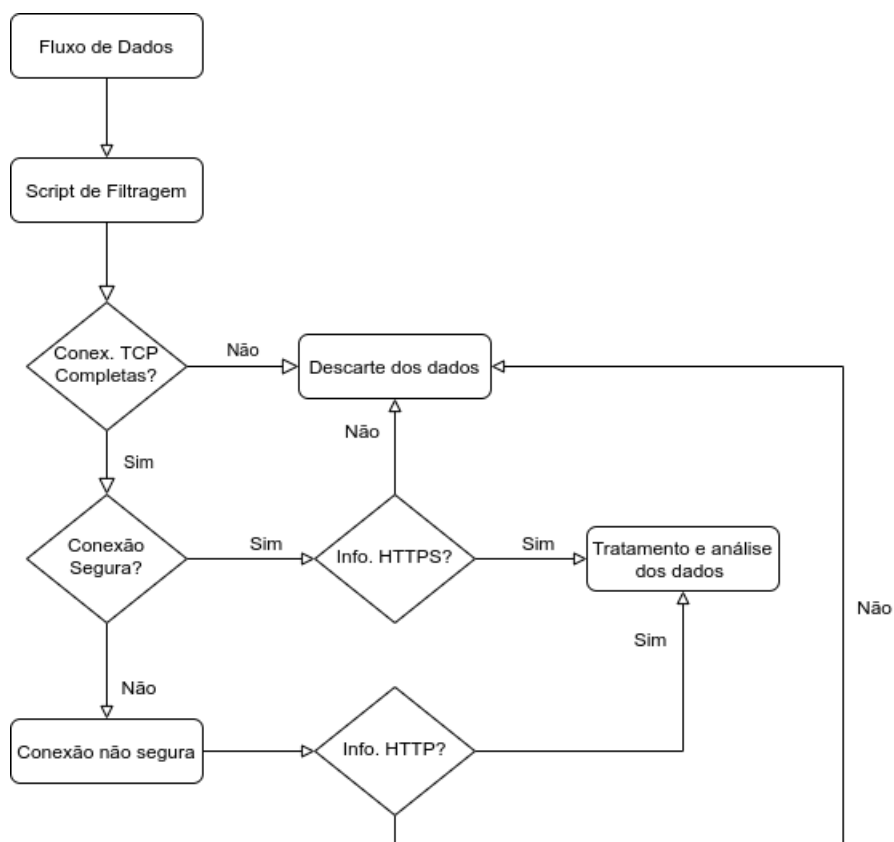 Fluxo de Dados
Script de Filtragem
Conex. TCP
Completas?
Não
Descarte dos dados
Não
Sim
Conexão
Segura?
Sim
Info. HTTPS?
Sim
Tratamento e análise
dos dados
Não
Sim
Não
Conexão não segura
Info. HTTP?